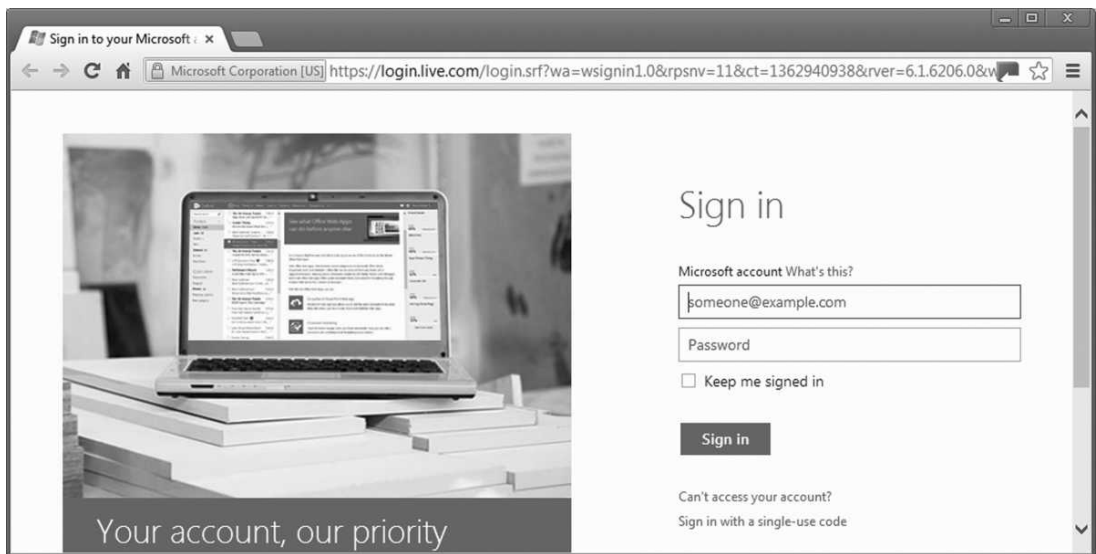 Sign in to your Microsoft a
Microsoft Corporation [US] https://login.live.com/login.srf?wa=wsignin1.0&rpsnv=11&ct=1362940938&rver=6.1.6206.0&w
Sign in
Microsoft account What's this?
someone@example.com
Password
Keep me signed in
Sign in
Can't access your account?
Sign in with a single-use code
Your account, our priority